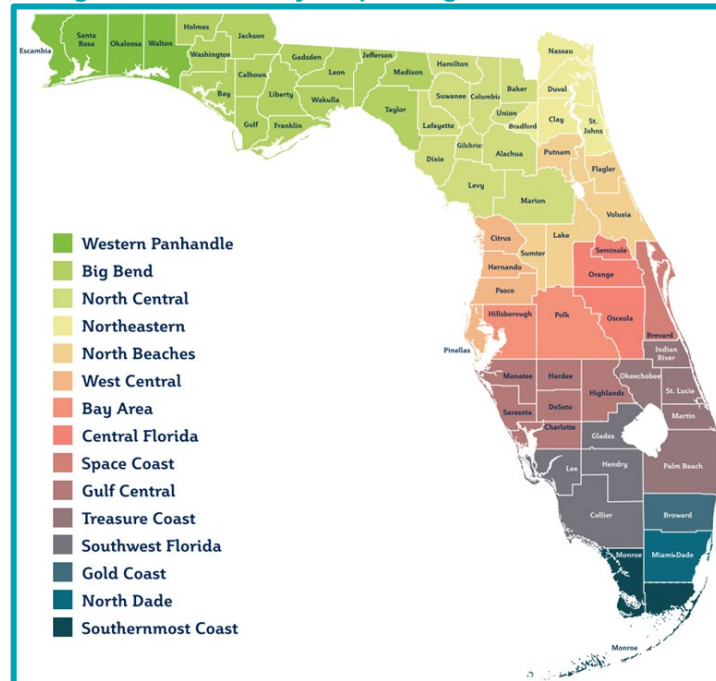 Escambia
Santa
Rosa
Okaloosa
Walton
Holmes
Washington
Jackson
Bay
Calhoun
Gulf
Gadsden
Liberty
Franklin
Leon
Wakulla
Jefferson
Madison
Taylor
Hamilton
Suwanee
Lafayette
Columbia
Dixie
Gilchrist
Baker
Union
Bradford
Alachua
Levy
Marion
Nassau
Duval
Clay
St.
Johns
Putnam
Flagler
Volusia
Citrus
Hernando
Pasco
Pinellas
Sumter
Lake
Seminole
Orange
Hillsborough
Polk
Osceola
Brevard
Indian
River
Manatee
Hardee
Highlands
Okeechobee
St. Lucie
Sarasota
DeSoto
Martin
Charlotte
Glades
Lee
Hendry
Palm Beach
Collier
Broward
Monroe
Miami-Dade
Monroe
Western Panhandle
Big Bend
North Central
Northeastern
North Beaches
West Central
Bay Area
Central Florida
Space Coast
Gulf Central
Treasure Coast
Southwest Florida
Gold Coast
North Dade
Southernmost Coast